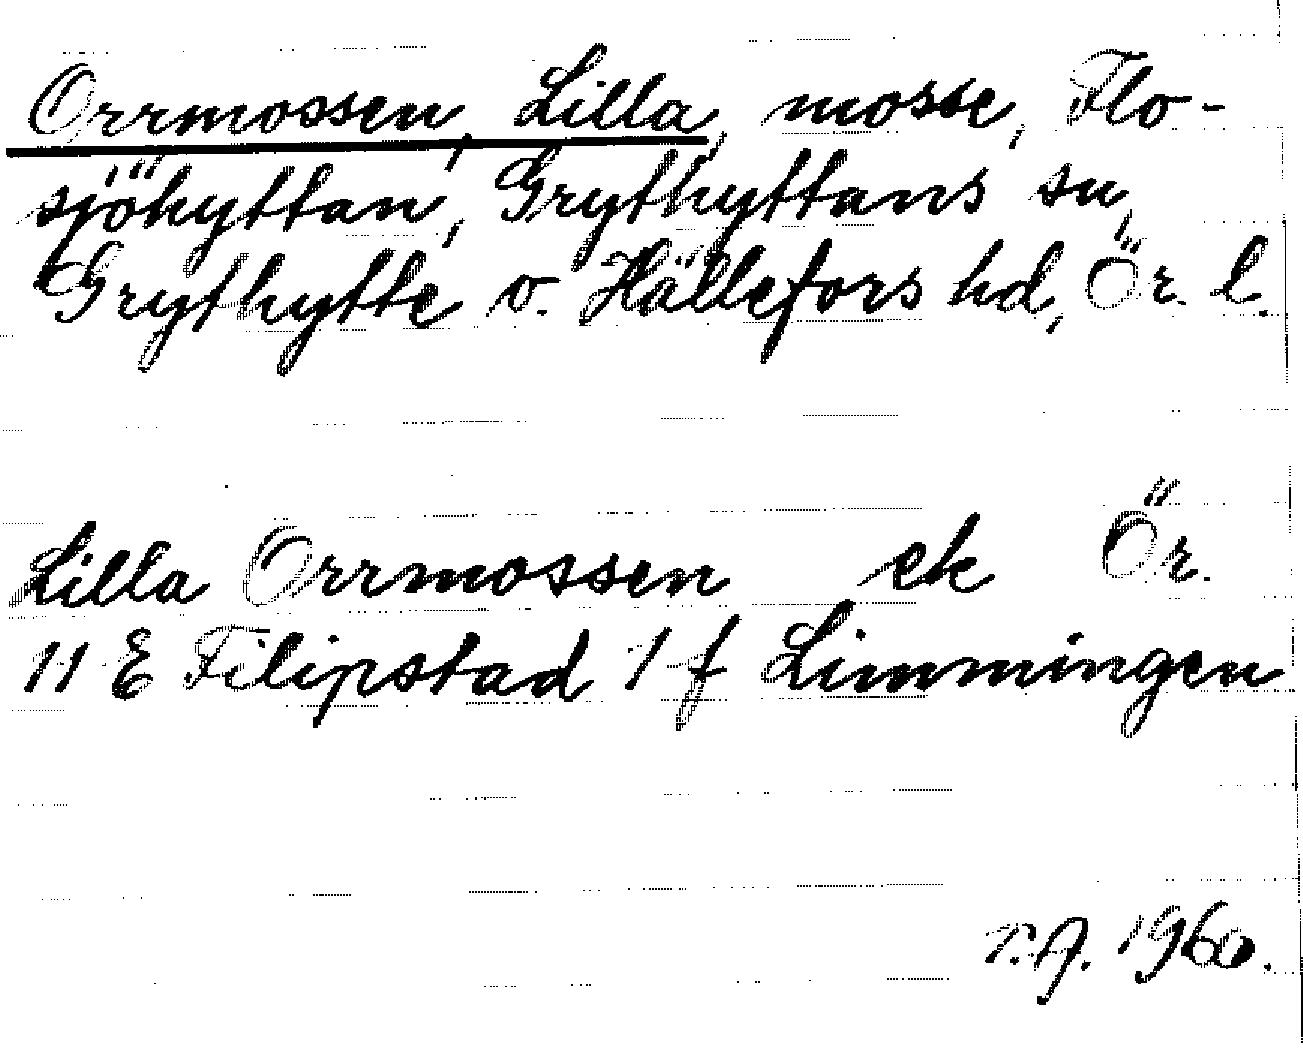 Orrmossen, Lilla, mosse, Flo-
sjöhyttan, Grythyttans sn,
Grythytte o. Hällefors hd, Ör. l.
Lilla Orrmossen ek Ör.
11 E Filipstad 1 f Limmingen
1960.